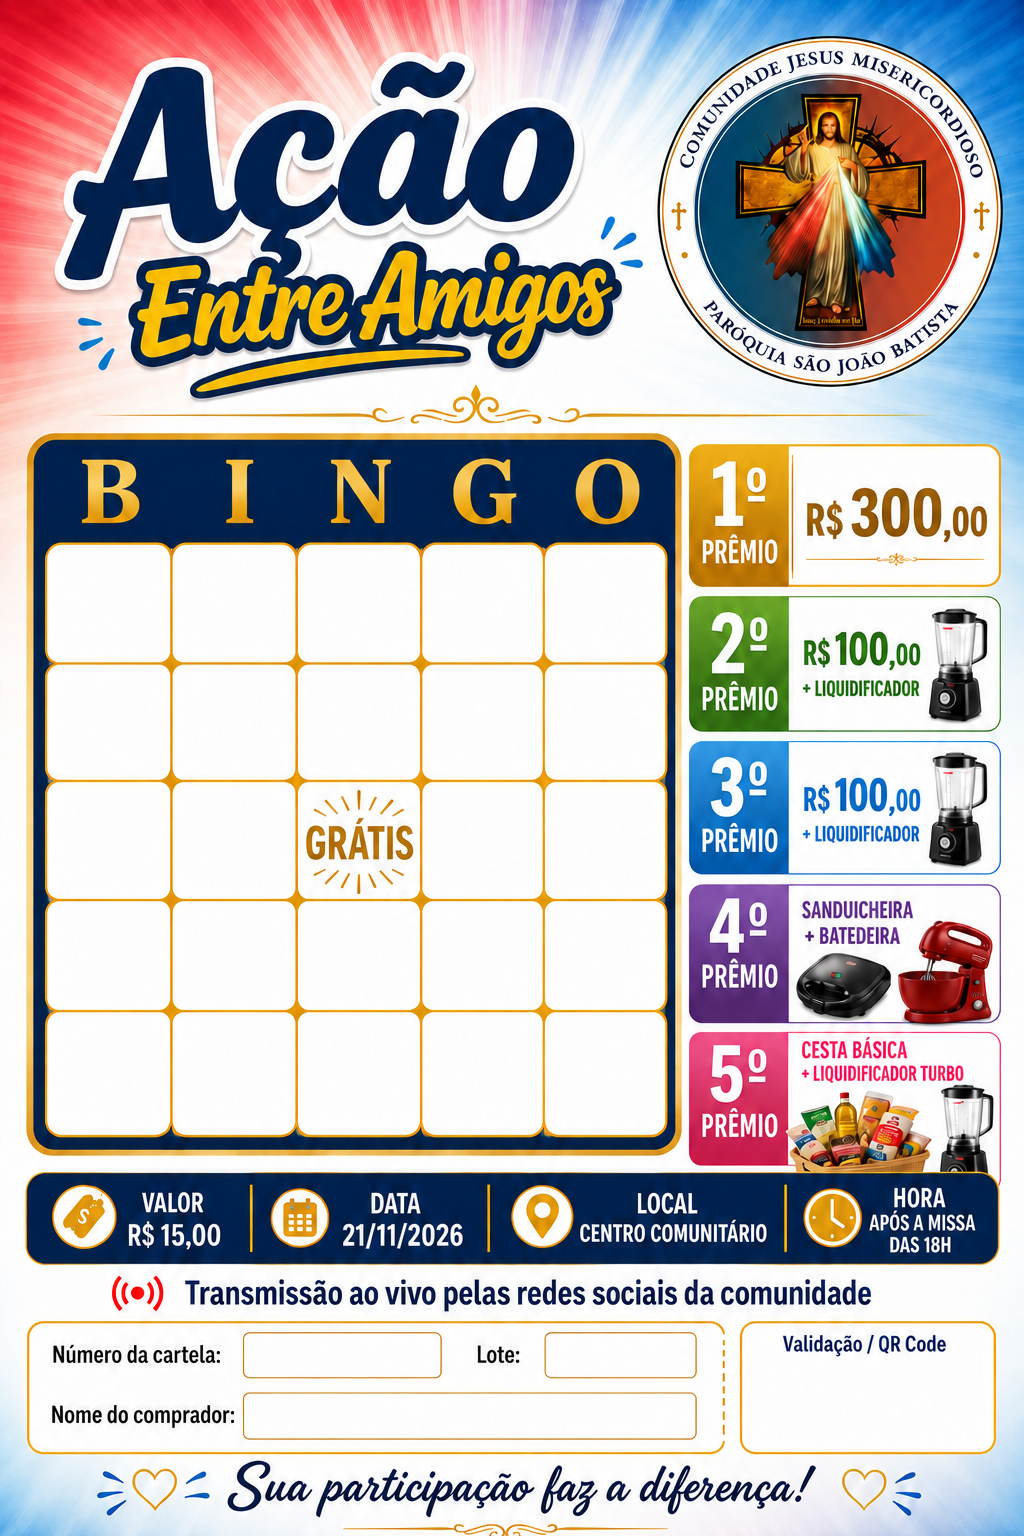 Ação
Entre Amigos
COMUNIDADE JESUS MISERICORDIOSO
PARÓQUIA SÃO JOÃO BATISTA
B I N G O
GRÁTIS
1º
PRÊMIO
R$ 300,00
2º
PRÊMIO
R$ 100,00
+ LIQUIDIFICADOR
3º
PRÊMIO
R$ 100,00
+ LIQUIDIFICADOR
4º
PRÊMIO
SANDUICHEIRA
+ BATEDEIRA
5º
PRÊMIO
CESTA BÁSICA
+ LIQUIDIFICADOR TURBO
VALOR
R$ 15,00
DATA
21/11/2026
LOCAL
CENTRO COMUNITÁRIO
HORA
APÓS A MISSA
DAS 18H
Transmissão ao vivo pelas redes sociais da comunidade
Número da cartela:
Lote:
Nome do comprador:
Validação / QR Code
Sua participação faz a diferença!